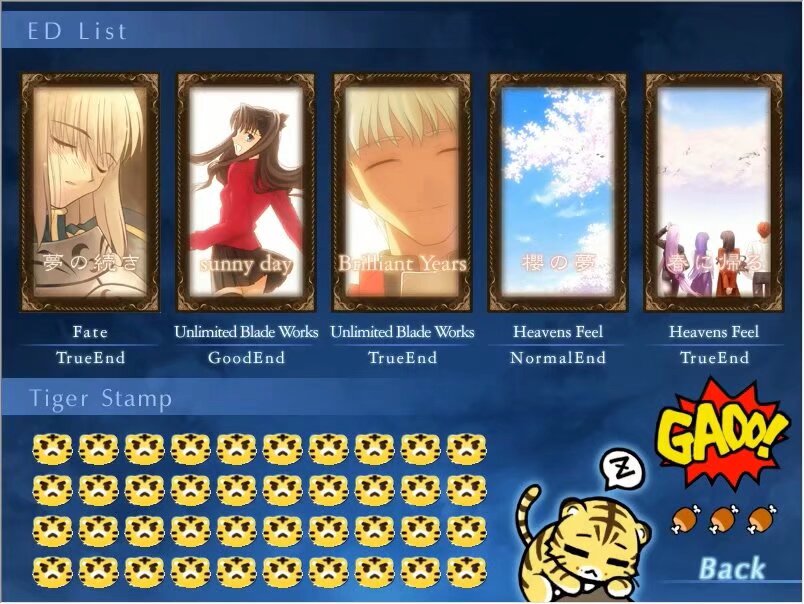 ED List
夢の続き
sunny day
Brilliant Years
櫻の夢
春に帰る
Fate
TrueEnd
Unlimited Blade Works
GoodEnd
Unlimited Blade Works
TrueEnd
Heavens Feel
NormalEnd
Heavens Feel
TrueEnd
Tiger Stamp
GAOO!
Z
Back